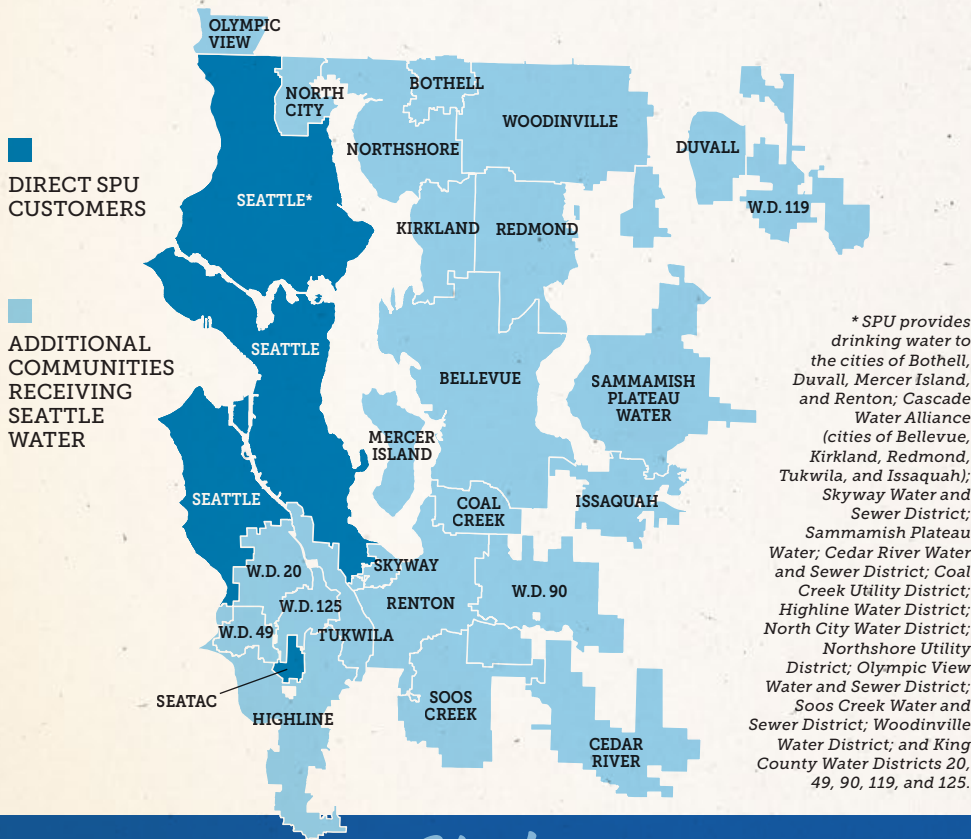 OLYMPIC
VIEW
NORTH
CITY
BOTHELL
WOODINVILLE
NORTHSHORE
DUVALL
DIRECT SPU
CUSTOMERS
SEATTLE*
KIRKLAND
REDMOND
W.D. 119
ADDITIONAL
COMMUNITIES
RECEIVING
SEATTLE
WATER
SEATTLE
BELLEVUE
SAMMAMISH
PLATEAU
WATER
MERCER
ISLAND
SEATTLE
COAL
CREEK
ISSAQUAH
W.D. 20
SKYWAY
W.D. 125
RENTON
W.D. 90
W.D. 49
TUKWILA
SEATAC
HIGHLINE
SOOS
CREEK
CEDAR
RIVER
* SPU provides
drinking water to
the cities of Bothell,
Duvall, Mercer Island,
and Renton; Cascade
Water Alliance
(cities of Bellevue,
Kirkland, Redmond,
Tukwila, and Issaquah);
Skyway Water and
Sewer District;
Sammamish Plateau
Water; Cedar River Water
and Sewer District; Coal
Creek Utility District;
Highline Water District;
North City Water District;
Northshore Utility
District; Olympic View
Water and Sewer District;
Soos Creek Water and
Sewer District; Woodinville
Water District; and King
County Water Districts 20,
49, 90, 119, and 125.